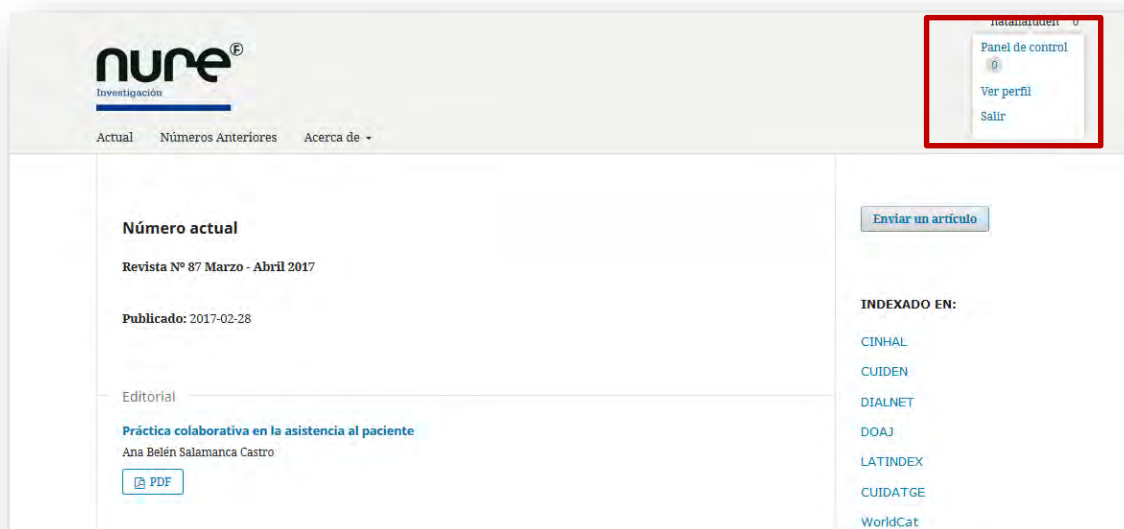 nure®
Investigación
Panel de control
0
Ver perfil
Salir
Actual Números Anteriores Acerca de
Número actual
Revista Nº 87 Marzo - Abril 2017
Publicado: 2017-02-28
Editorial
Práctica colaborativa en la asistencia al paciente
Ana Belén Salamanca Castro
PDF
Enviar un artículo
INDEXADO EN:
CINHAL
CUIDEN
DIALNET
DOAJ
LATINDEX
CUIDATGE
WorldCat